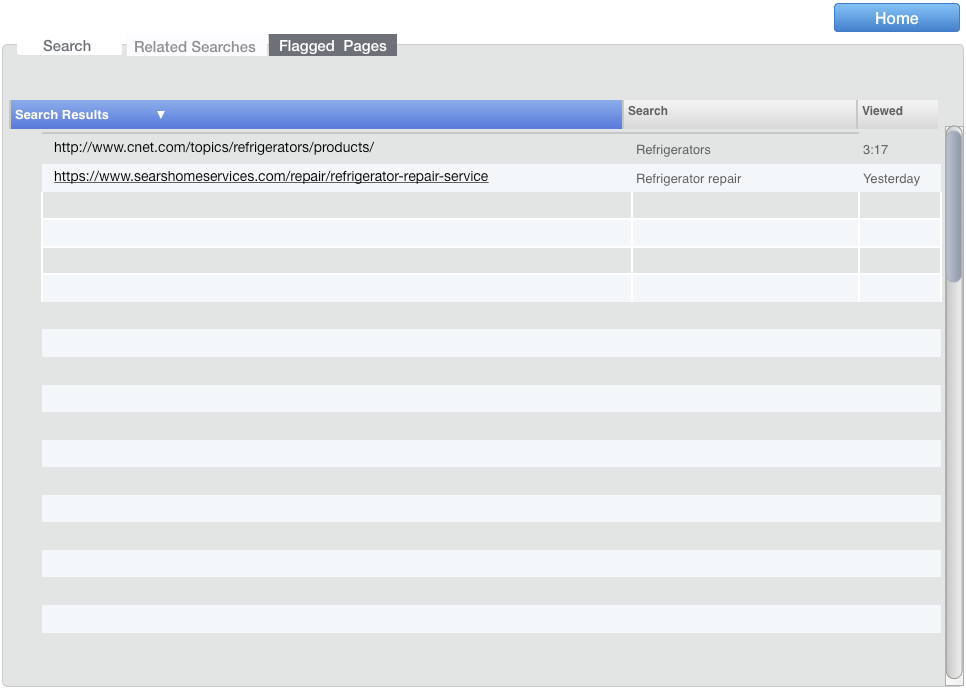 Home
Search
Related Searches
Flagged Pages
Search Results ▼
Search
Viewed
http://www.cnet.com/topics/refrigerators/products/
Refrigerators
3:17
https://www.searshomeservices.com/repair/refrigerator-repair-service
Refrigerator repair
Yesterday